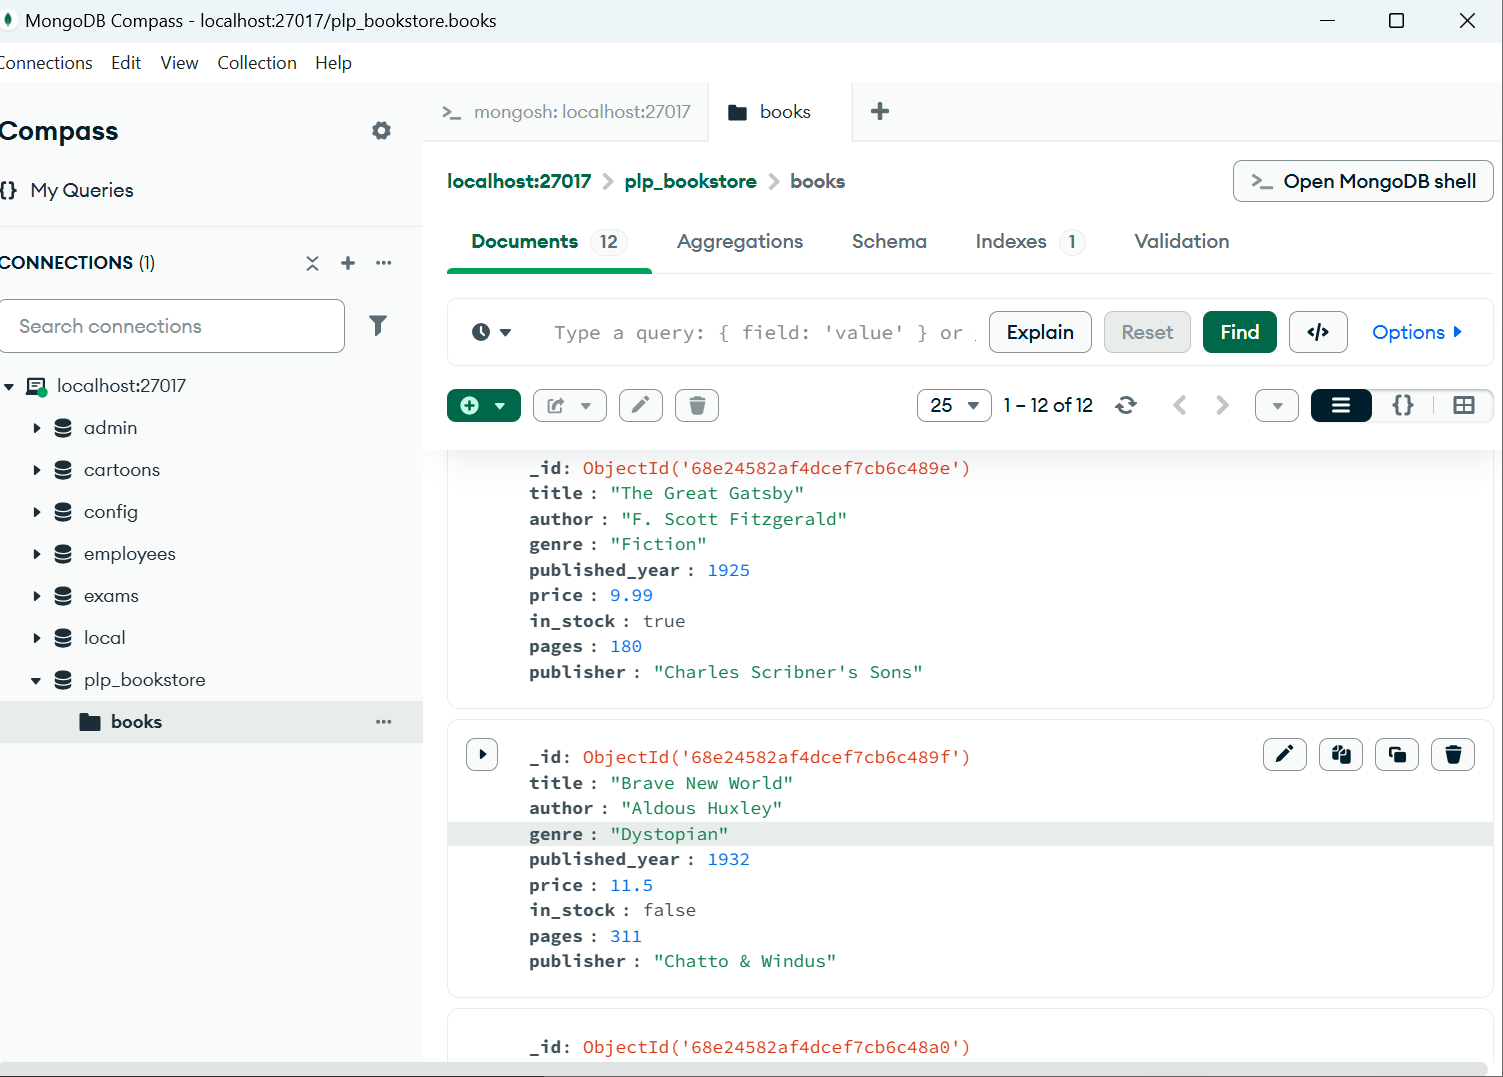 MongoDB Compass - localhost:27017/plp_bookstore.books
Connections Edit View Collection Help
Compass
{} My Queries
CONNECTIONS (1)
Search connections
localhost:27017
admin
cartoons
config
employees
exams
local
plp_bookstore
books
>_ mongosh: localhost:27017
books
localhost:27017 > plp_bookstore > books
>_ Open MongoDB shell
Documents 12 Aggregations Schema Indexes 1 Validation
Type a query: { field: 'value' } or
Explain Reset Find </> Options
25 1 – 12 of 12
{}
_id: ObjectId('68e24582af4dcef7cb6c489e')
title : "The Great Gatsby"
author : "F. Scott Fitzgerald"
genre : "Fiction"
published_year : 1925
price : 9.99
in_stock : true
pages : 180
publisher : "Charles Scribner's Sons"
_id: ObjectId('68e24582af4dcef7cb6c489f')
title : "Brave New World"
author : "Aldous Huxley"
genre : "Dystopian"
published_year : 1932
price : 11.5
in_stock : false
pages : 311
publisher : "Chatto & Windus"
_id: ObjectId('68e24582af4dcef7cb6c48a0')